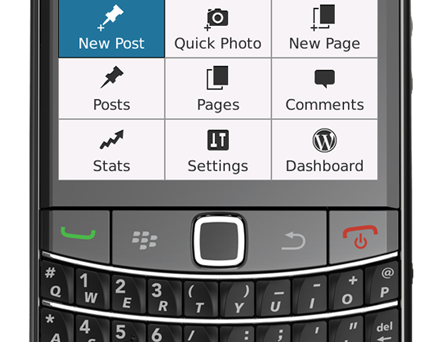 New Post Quick Photo New Page
Posts Pages Comments
Stats Settings Dashboard
# 1 2 3 ( ) _ - + @
Q W E R T Y U I O P
* 4 5 6 / : ; ' " del
A